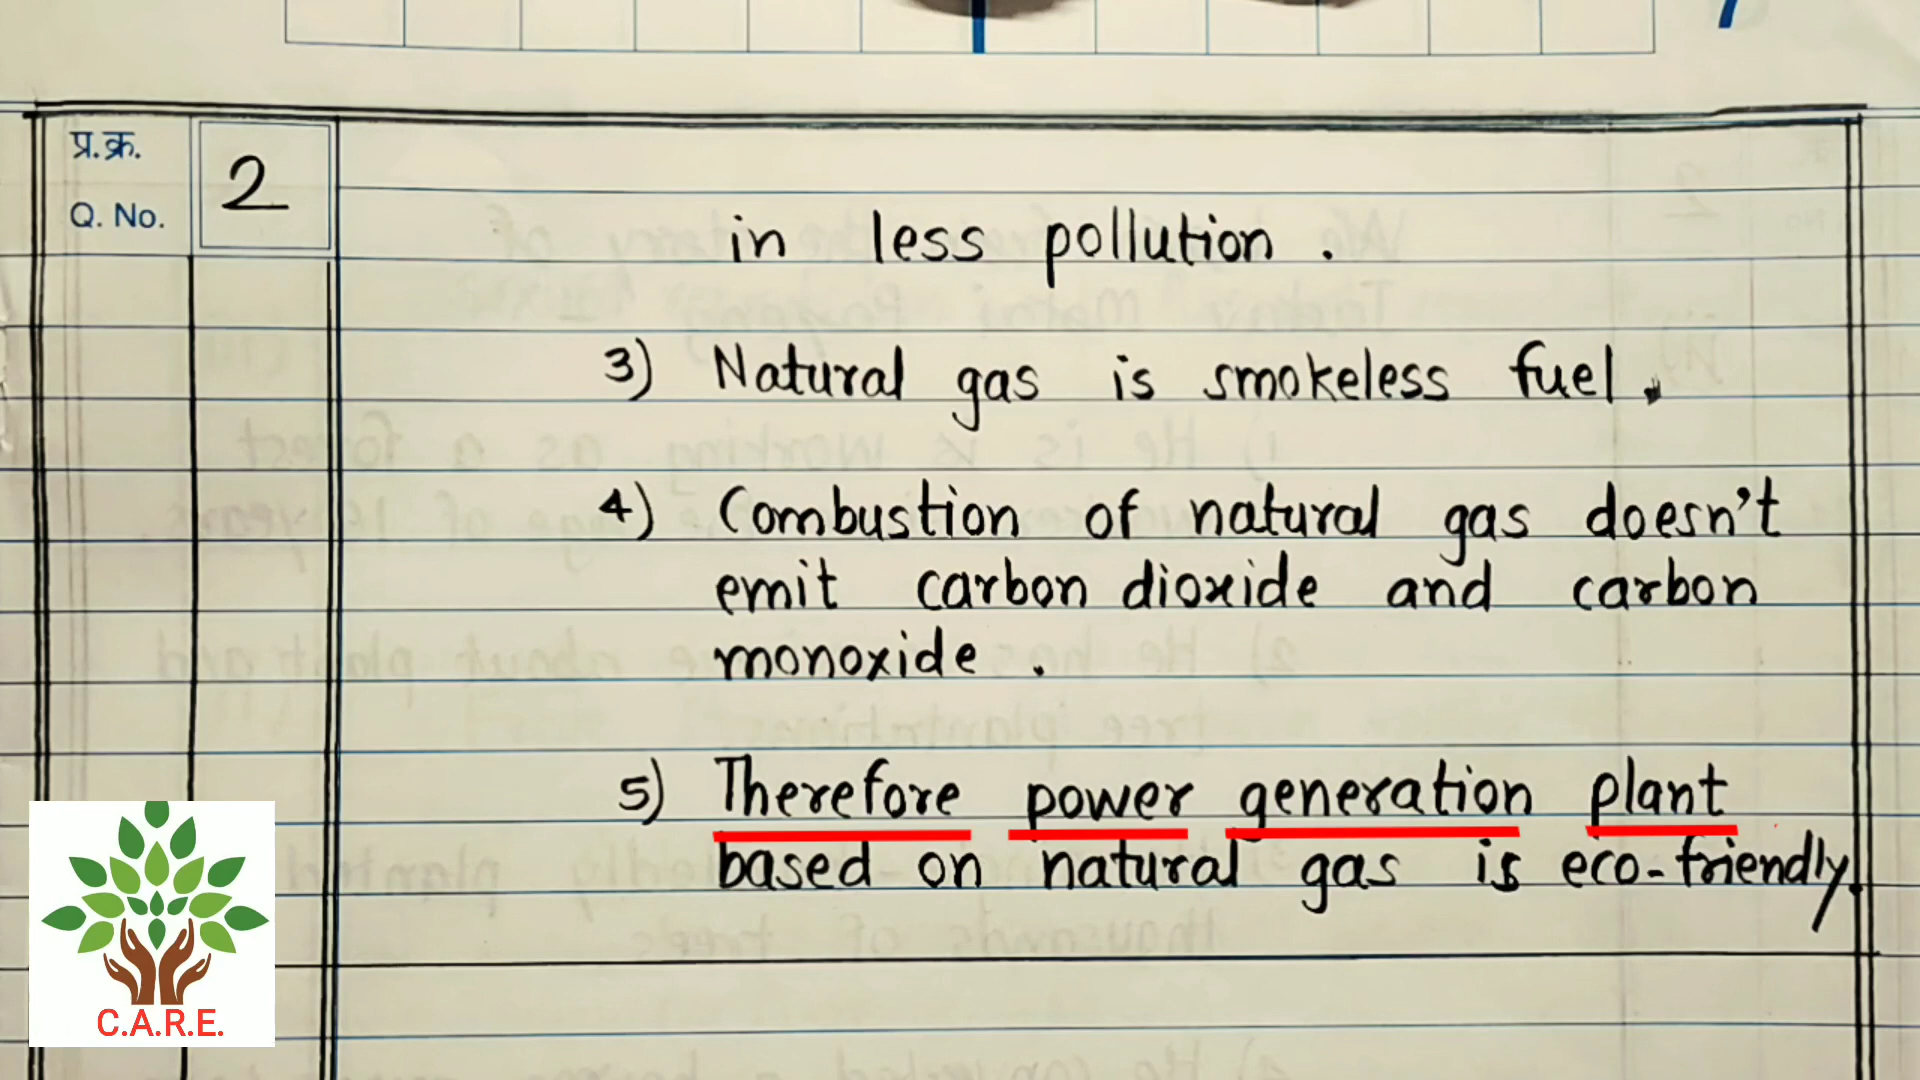 प्र.क्र.
Q. No.
2
in less pollution.
3) Natural gas is smokeless fuel.
4) Combustion of natural gas doesn't
emit carbon dioxide and carbon
monoxide.
5) Therefore power generation plant
based on natural gas is eco-friendly.
C.A.R.E.